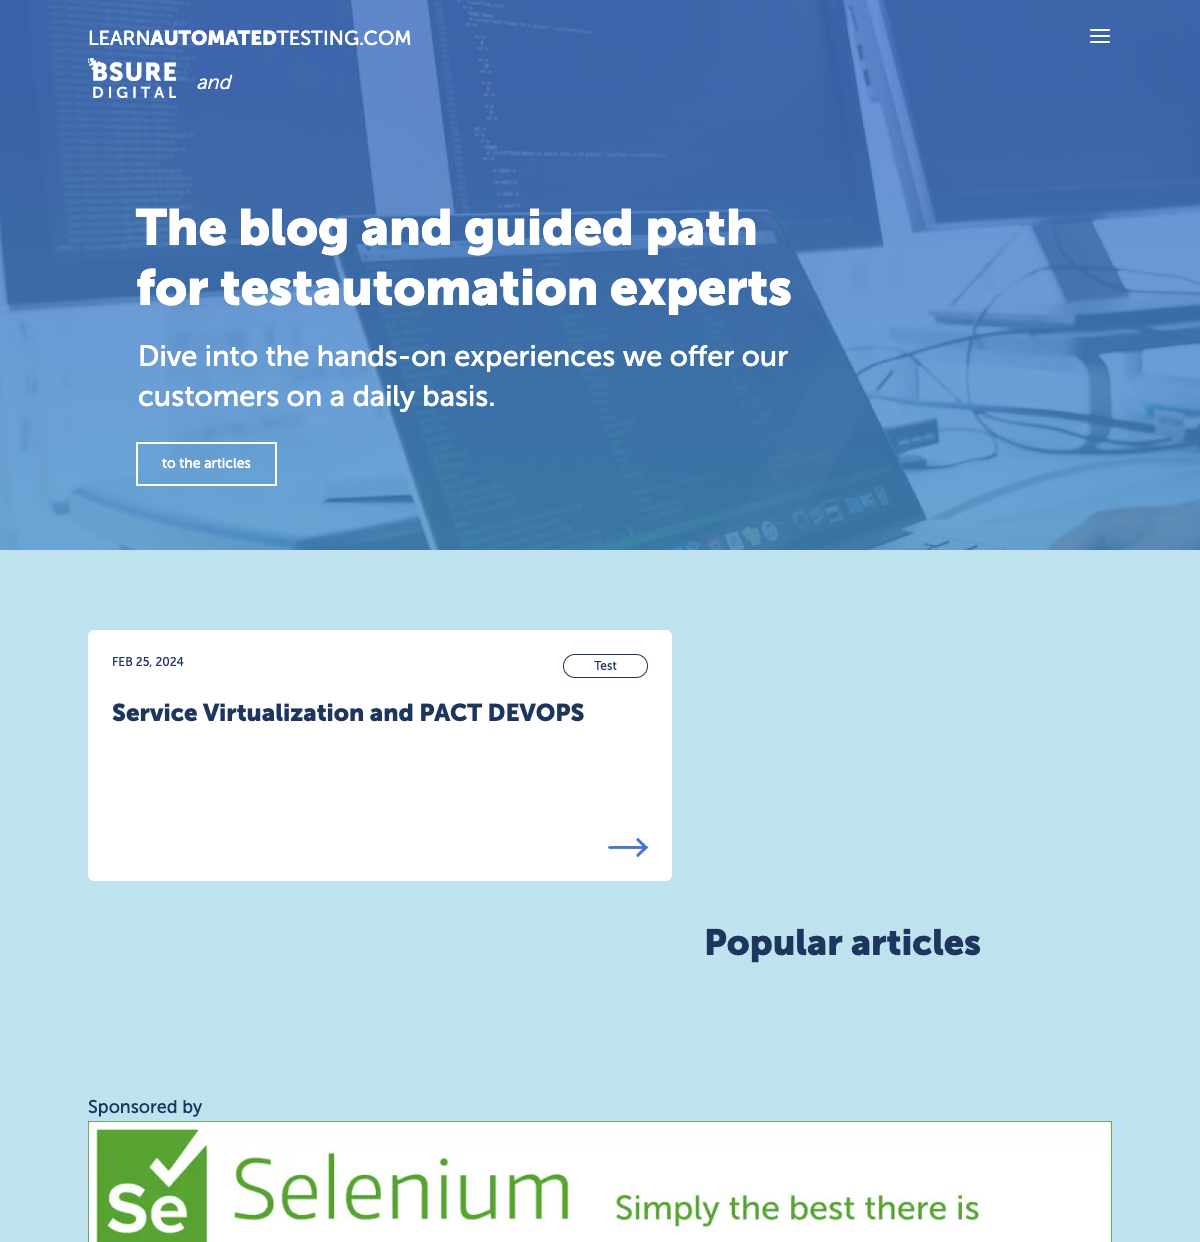 LEARNAUTOMATEDTESTING.COM
BSURE
DIGITAL
and
The blog and guided path
for testautomation experts
Dive into the hands-on experiences we offer our
customers on a daily basis.
to the articles
FEB 25, 2024
Test
Service Virtualization and PACT DEVOPS
Popular articles
Sponsored by
Se
Selenium
Simply the best there is